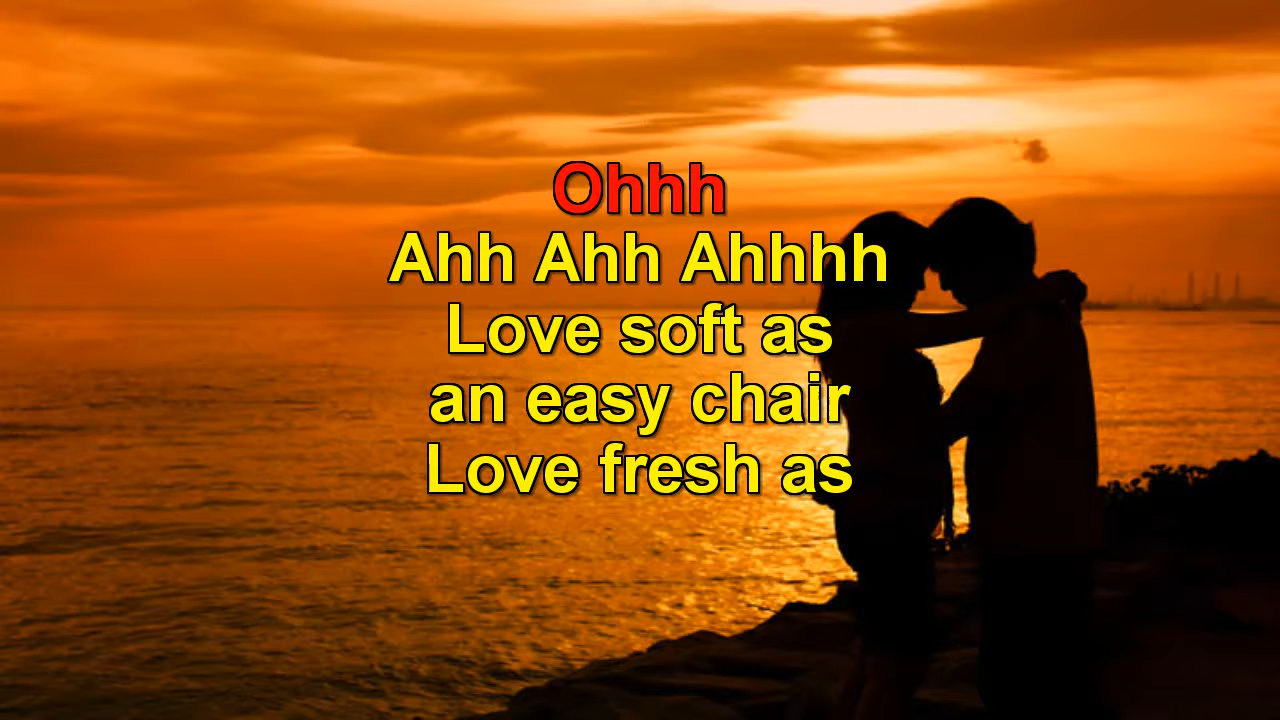 Ohhh
Ahh Ahh Ahhhh
Love soft as
an easy chair
Love fresh as